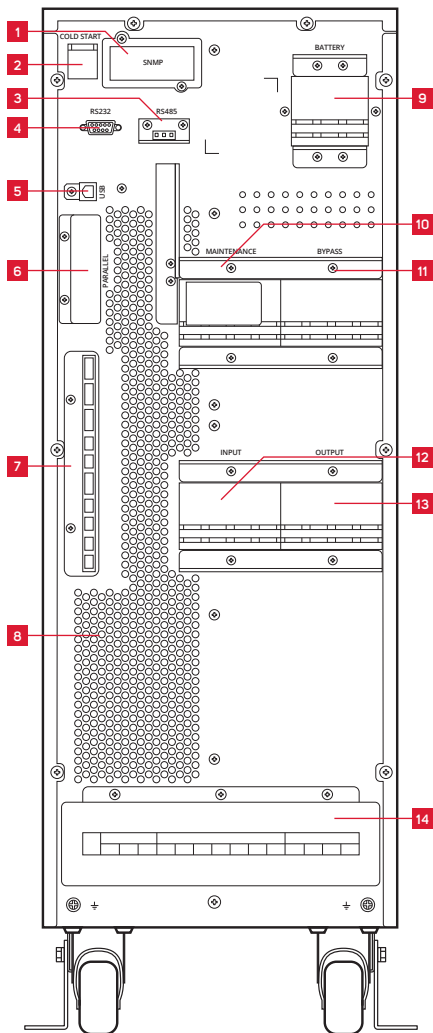 1
COLD START
BATTERY
2
SNMP
3
RS232
RS485
9
4
5
USB
10
6
PARALLEL
MAINTENANCE
BYPASS
11
7
INPUT
OUTPUT
12
13
8
14